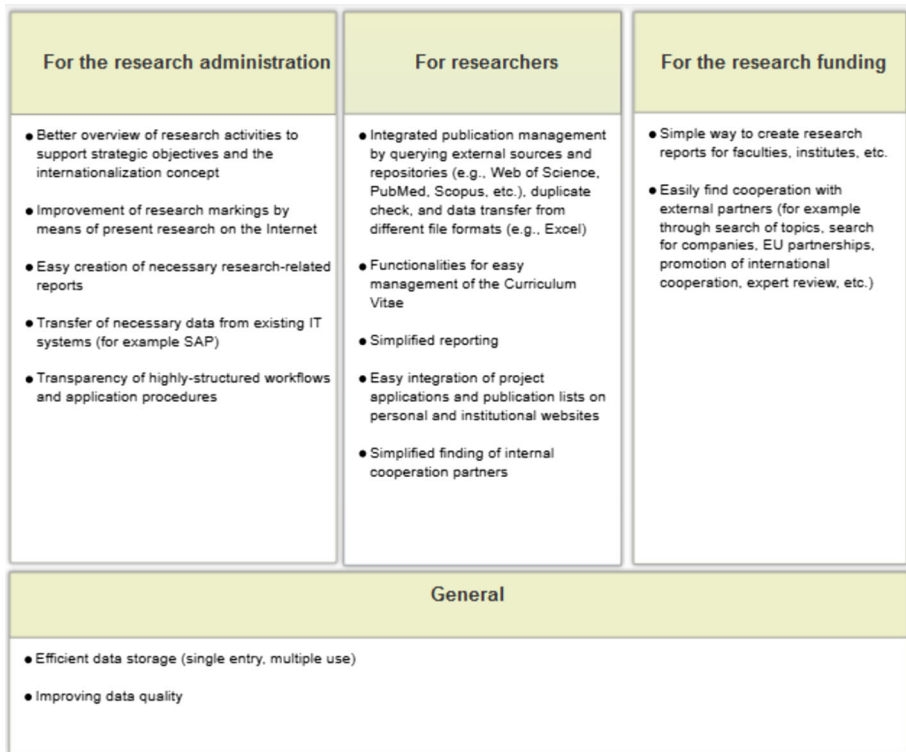 For the research administration
● Better overview of research activities to
support strategic objectives and the
internationalization concept
● Improvement of research markings by
means of present research on the Internet
● Easy creation of necessary research-related
reports
● Transfer of necessary data from existing IT
systems (for example SAP)
● Transparency of highly-structured workflows
and application procedures
For researchers
● Integrated publication management
by querying external sources and
repositories (e.g., Web of Science,
PubMed, Scopus, etc.), duplicate
check, and data transfer from
different file formats (e.g., Excel)
● Functionalities for easy
management of the Curriculum
Vitae
● Simplified reporting
● Easy integration of project
applications and publication lists on
personal and institutional websites
● Simplified finding of internal
cooperation partners
For the research funding
● Simple way to create research
reports for faculties, institutes, etc.
● Easily find cooperation with
external partners (for example
through search of topics, search
for companies, EU partnerships,
promotion of international
cooperation, expert review, etc.)
General
● Efficient data storage (single entry, multiple use)
● Improving data quality